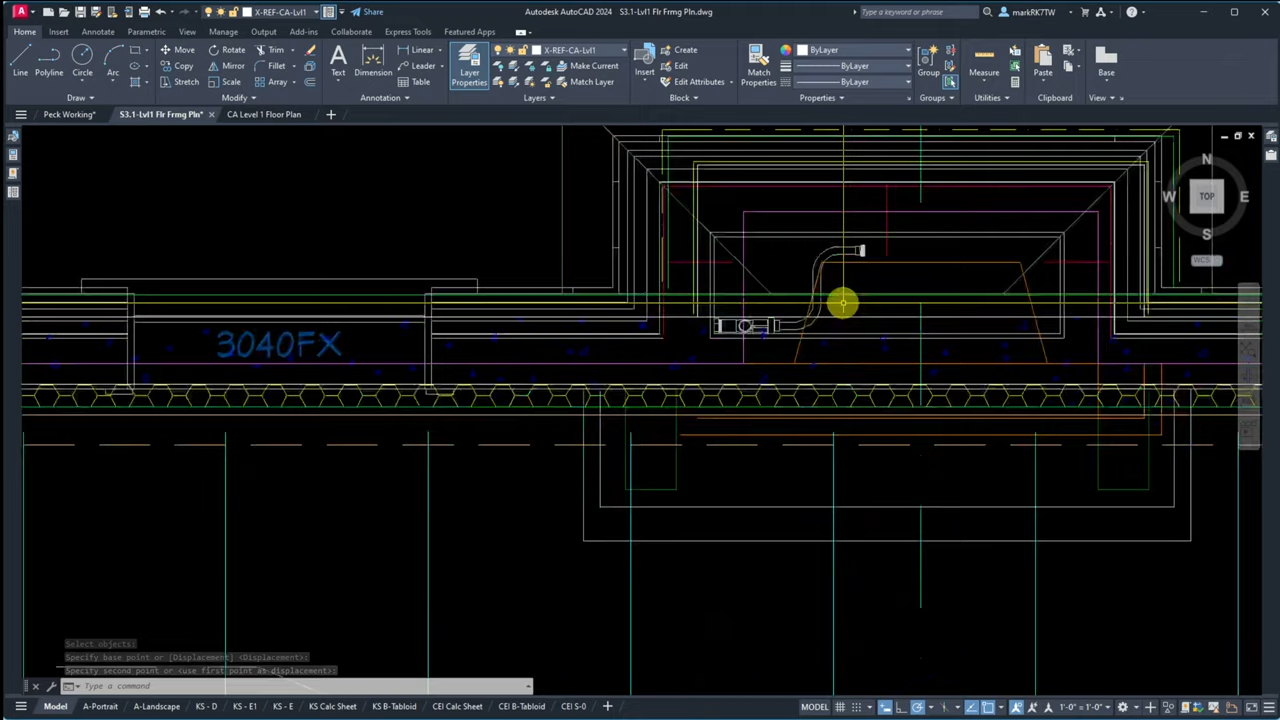 X-REF-CA-Lvl1
Share
Autodesk AutoCAD 2024 S3.1-Lvl1 Flr Frmg Pln.dwg
Type a keyword or phrase
markRK7TW
Home Insert Annotate Parametric View Manage Output Add-ins Collaborate Express Tools Featured Apps
Line Polyline Circle Arc
Move Rotate Trim
Copy Mirror Fillet
Stretch Scale Array
Text Dimension
Linear
Leader
Table
Layer Properties
X-REF-CA-Lvl1
Make Current
Match Layer
Insert
Create
Edit
Edit Attributes
Match Properties
ByLayer
ByLayer
ByLayer
Group Measure Paste Base
Draw Modify Annotation Layers Block Properties Groups Utilities Clipboard View
Peck Working* S3.1-Lvl1 Flr Frmg Pln* CA Level 1 Floor Plan
N
W TOP E
S
WCS
3040FX
Select objects:
Specify base point or [Displacement] <Displacement>:
Specify second point or <use first point as displacement>:
Type a command
Model A-Portrait A-Landscape KS - D KS - E1 KS - E KS Calc Sheet KS B-Tabloid CEI Calc Sheet CEI B-Tabloid CEI S-0
MODEL 1'-0" = 1'-0"